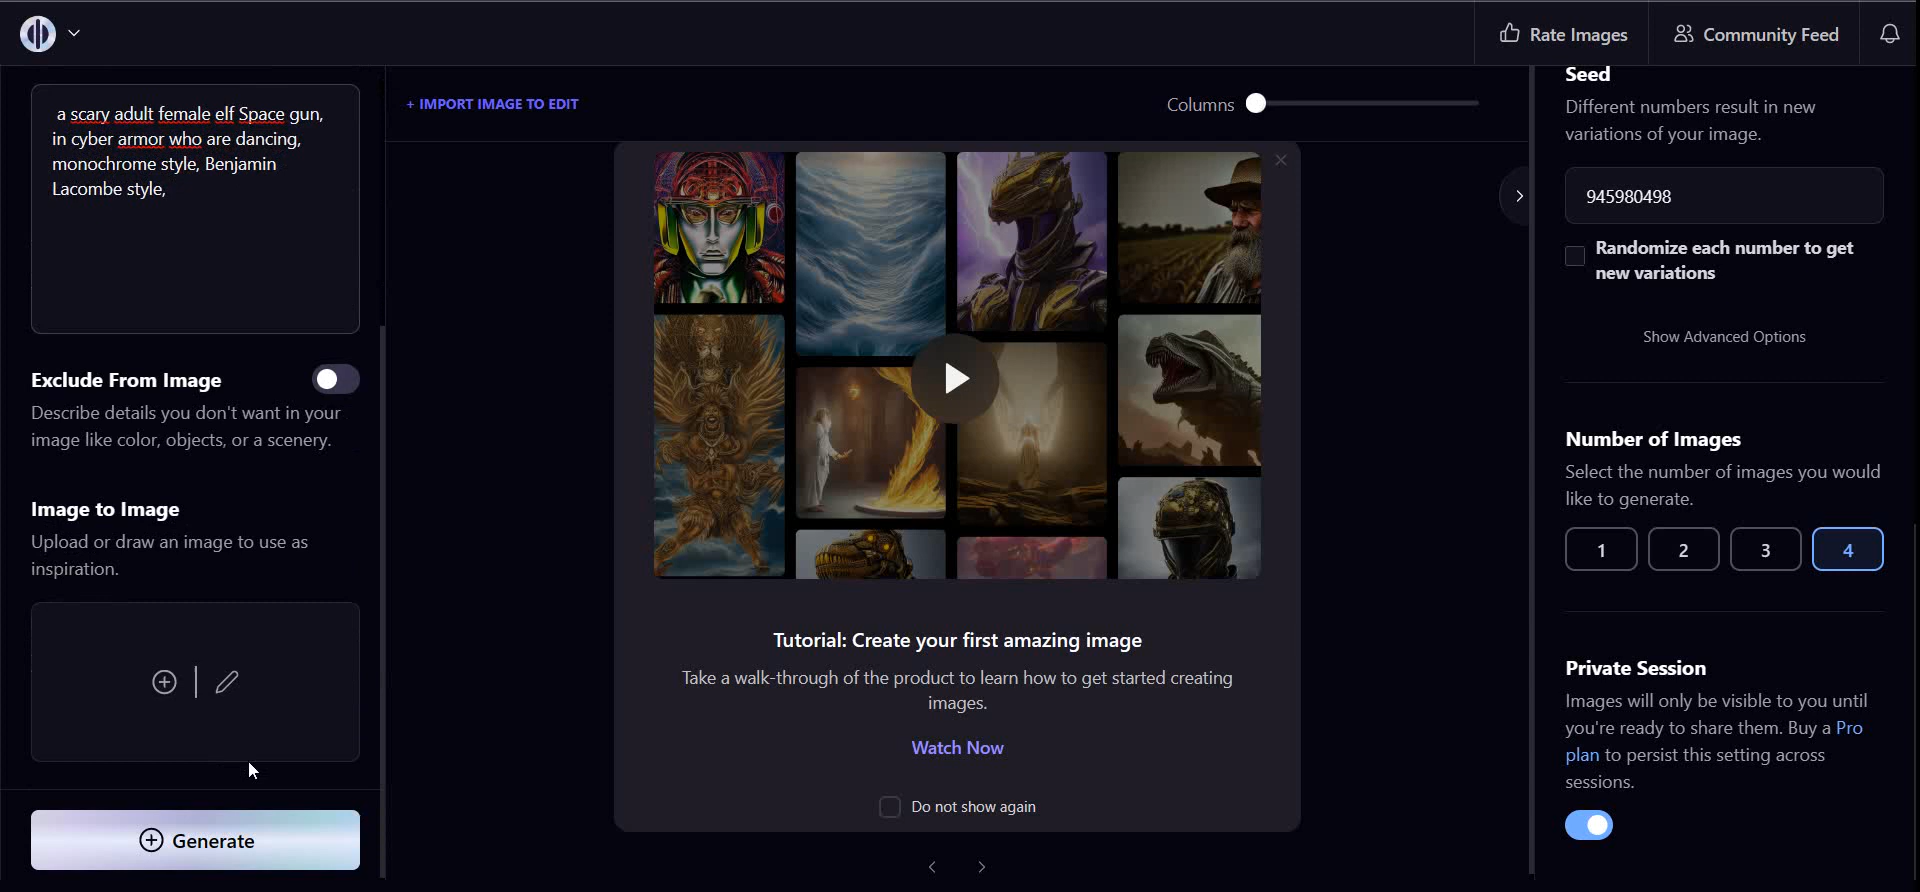 Rate Images
Community Feed
a scary adult female elf Space gun,
in cyber armor who are dancing,
monochrome style, Benjamin
Lacombe style,
Exclude From Image
Describe details you don't want in your
image like color, objects, or a scenery.
Image to Image
Upload or draw an image to use as
inspiration.
Generate
+ IMPORT IMAGE TO EDIT
Columns
Tutorial: Create your first amazing image
Take a walk-through of the product to learn how to get started creating
images.
Watch Now
Do not show again
Seed
Different numbers result in new
variations of your image.
945980498
Randomize each number to get
new variations
Show Advanced Options
Number of Images
Select the number of images you would
like to generate.
1 2 3 4
Private Session
Images will only be visible to you until
you're ready to share them. Buy a Pro
plan to persist this setting across
sessions.